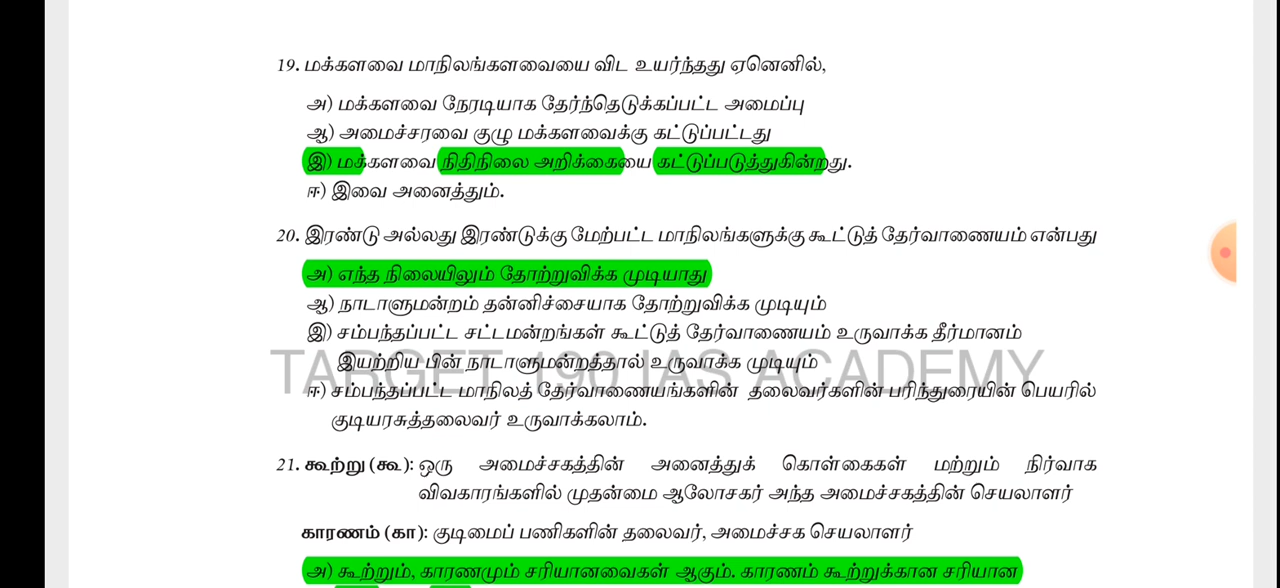 19. மக்களவை மாநிலங்களவையை விட உயர்ந்தது ஏனெனில்,
அ) மக்களவை நேரடியாக தேர்ந்தெடுக்கப்பட்ட அமைப்பு
ஆ) அமைச்சரவை குழு மக்களவைக்கு கட்டுப்பட்டது
இ) மக்களவை நிதிநிலை அறிக்கையை கட்டுப்படுத்துகின்றது.
ஈ) இவை அனைத்தும்.
20. இரண்டு அல்லது இரண்டுக்கு மேற்பட்ட மாநிலங்களுக்கு கூட்டுத் தேர்வாணையம் என்பது
அ) எந்த நிலையிலும் தோற்றுவிக்க முடியாது
ஆ) நாடாளுமன்றம் தன்னிச்சையாக தோற்றுவிக்க முடியும்
இ) சம்பந்தப்பட்ட சட்டமன்றங்கள் கூட்டுத் தேர்வாணையம் உருவாக்க தீர்மானம்
இயற்றிய பின் நாடாளுமன்றத்தால் உருவாக்க முடியும்
TARGET 190 IAS ACADEMY
ஈ) சம்பந்தப்பட்ட மாநிலத் தேர்வாணையங்களின் தலைவர்களின் பரிந்துரையின் பெயரில்
குடியரசுத்தலைவர் உருவாக்கலாம்.
21. கூற்று (கூ): ஒரு அமைச்சகத்தின் அனைத்துக் கொள்கைகள் மற்றும் நிர்வாக
விவகாரங்களில் முதன்மை ஆலோசகர் அந்த அமைச்சகத்தின் செயலாளர்
காரணம் (கா): குடிமைப் பணிகளின் தலைவர், அமைச்சக செயலாளர்
அ) கூற்றும், காரணமும் சரியானவைகள் ஆகும். காரணம் கூற்றுக்கான சரியான